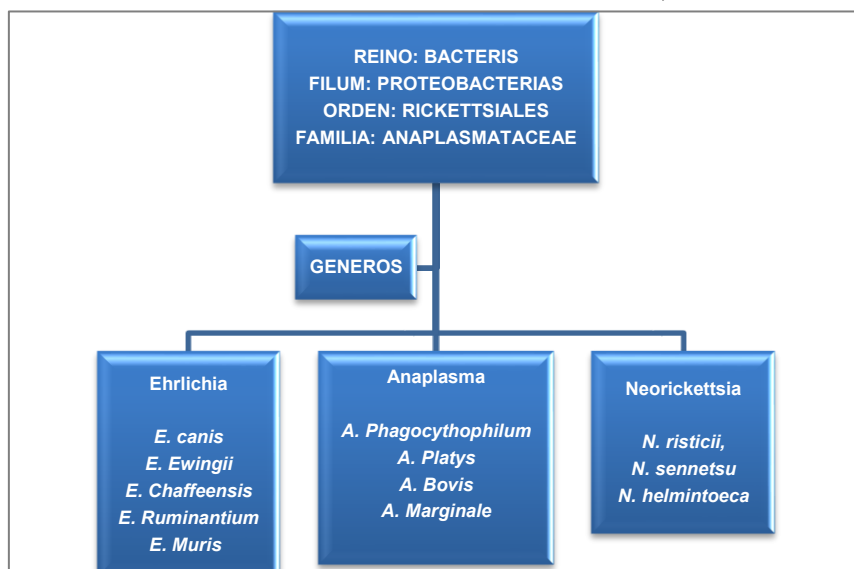 REINO: BACTERIS
FILUM: PROTEOBACTERIAS
ORDEN: RICKETTSIALES
FAMILIA: ANAPLASMATACEAE
GENEROS
Ehrlichia
E. canis
E. Ewingii
E. Chaffeensis
E. Ruminantium
E. Muris
Anaplasma
A. Phagocythophilum
A. Platys
A. Bovis
A. Marginale
Neorickettsia
N. risticii,
N. sennetsu
N. helmintoeca